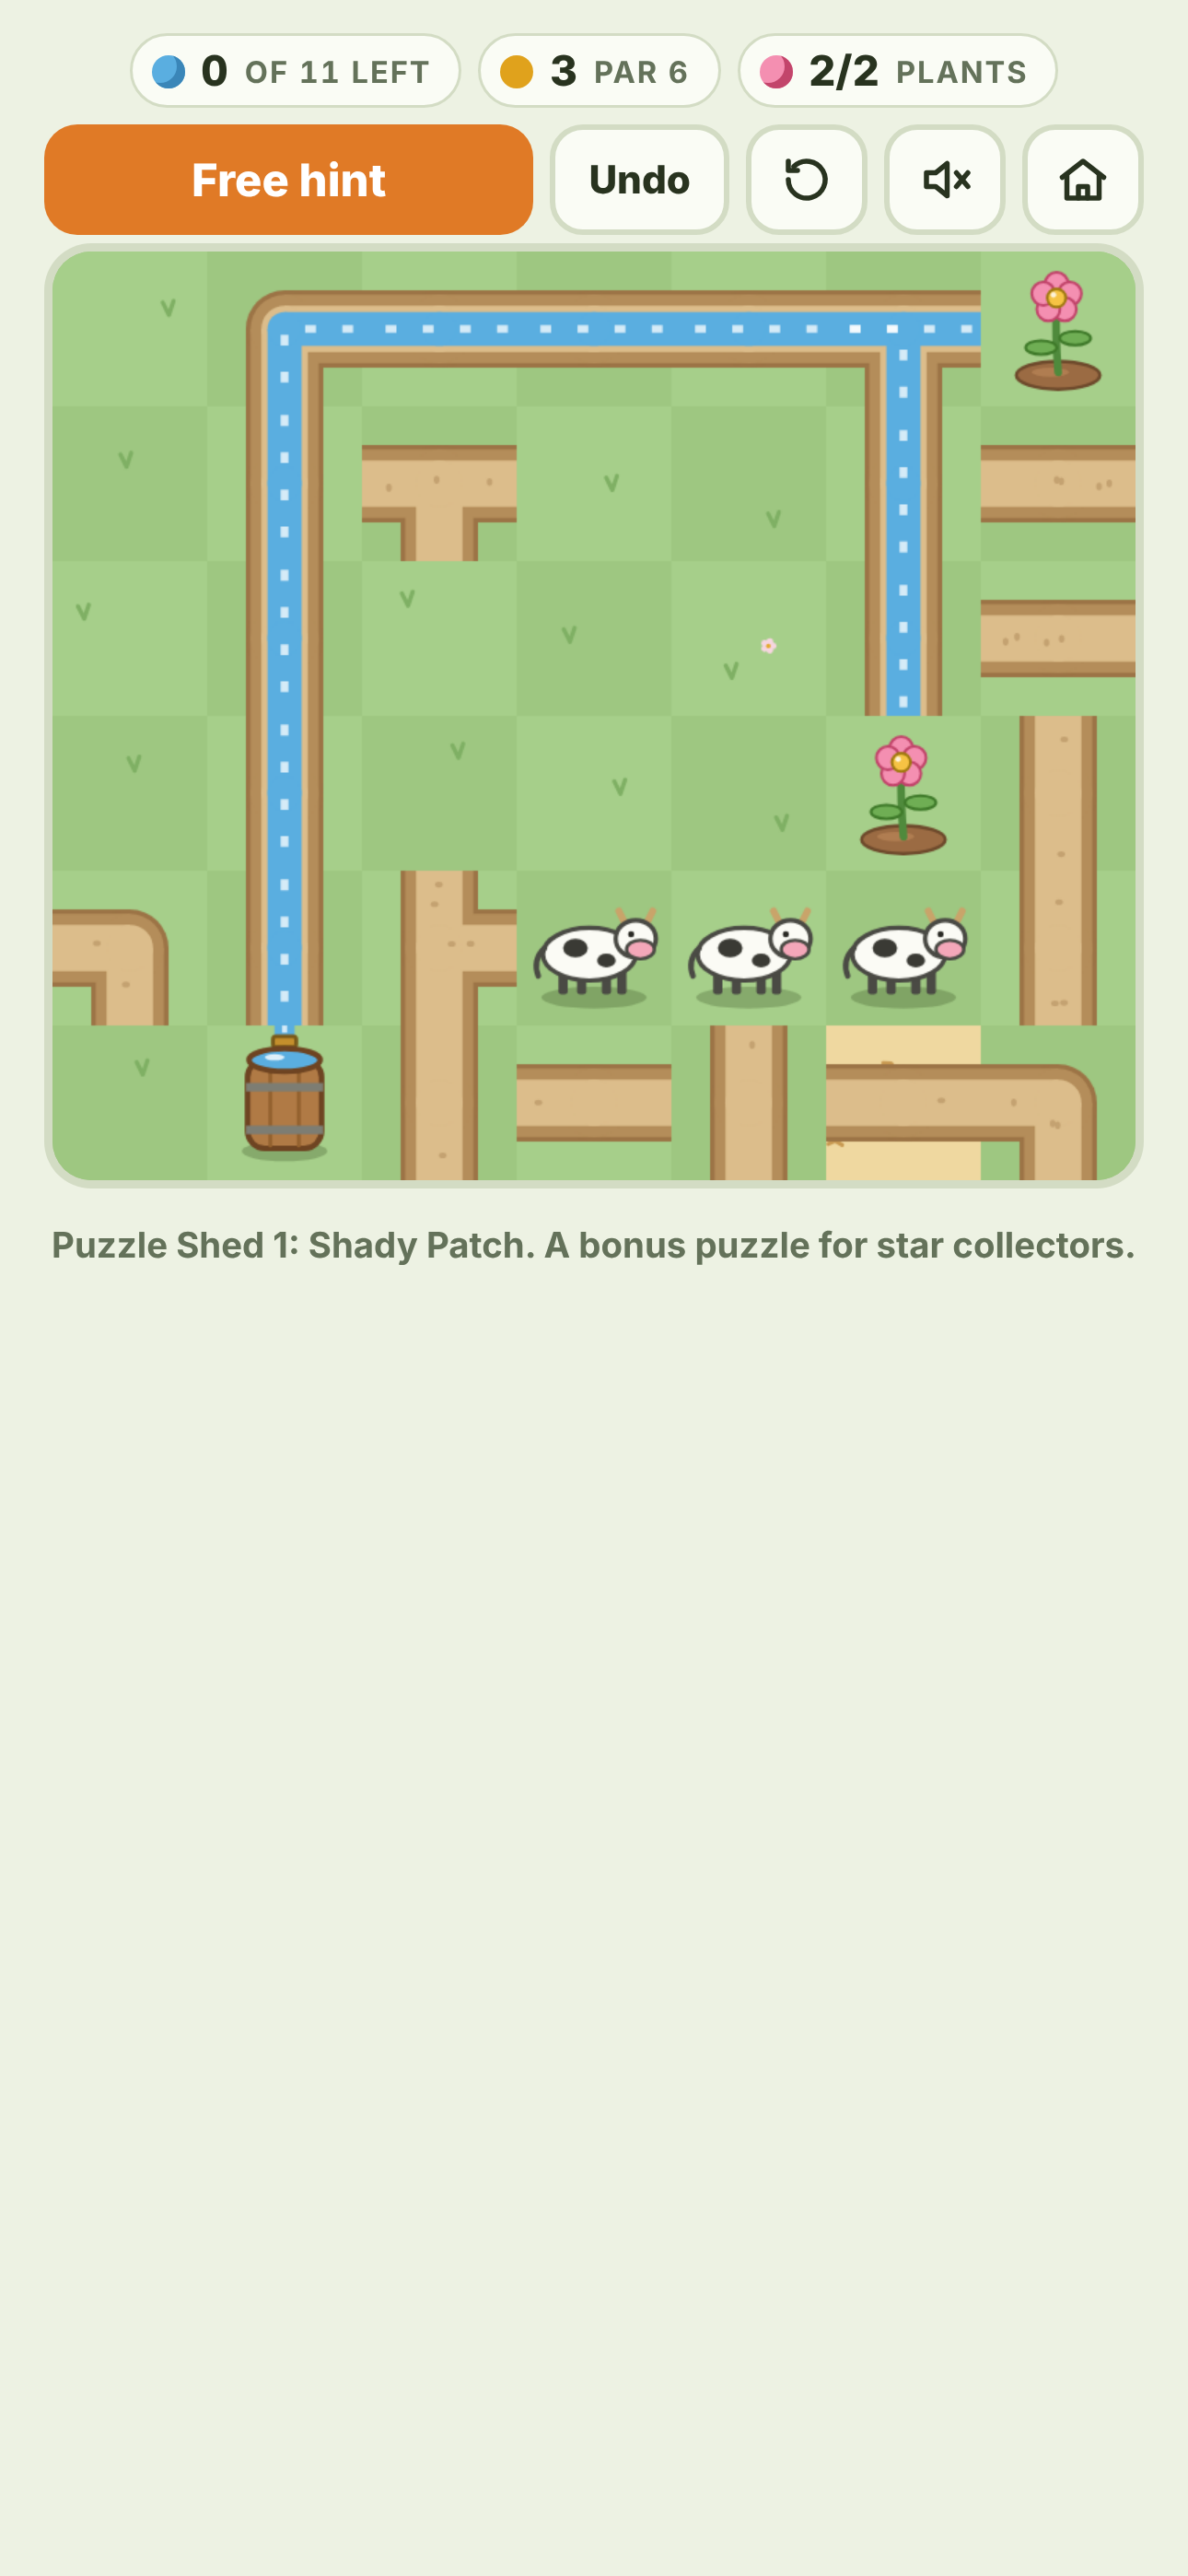 0 OF 11 LEFT
3 PAR 6
2/2 PLANTS
Free hint
Undo
Puzzle Shed 1: Shady Patch. A bonus puzzle for star collectors.